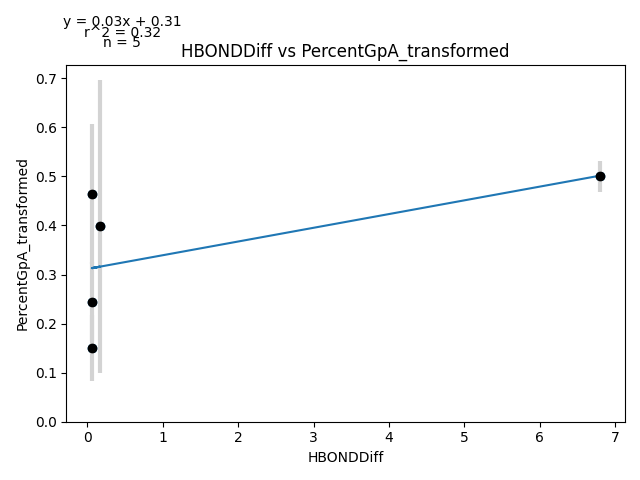 y = 0.03x + 0.31
r^2 = 0.32
n = 5
HBONDDiff vs PercentGpA_transformed
PercentGpA_transformed
0.7
0.6
0.5
0.4
0.3
0.2
0.1
0.0
0 1 2 3 4 5 6 7
HBONDDiff